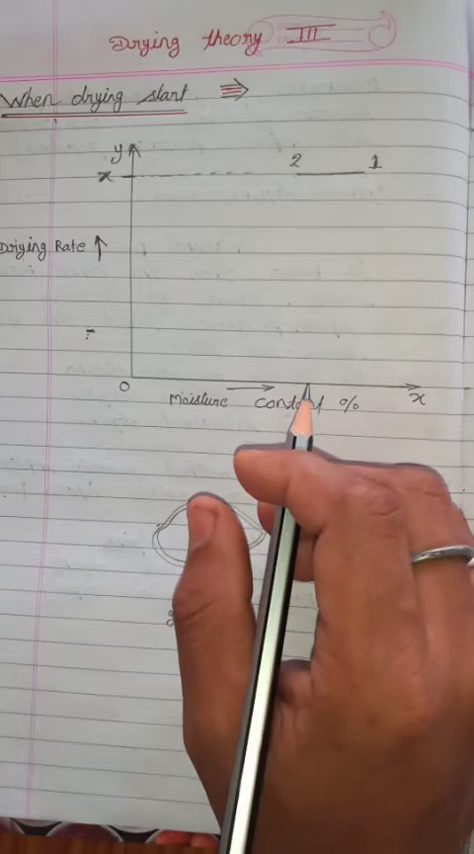 Drying theory III
When drying start ⇒
y
x 2 1
Drying Rate ↑
0
Moisture → x
%